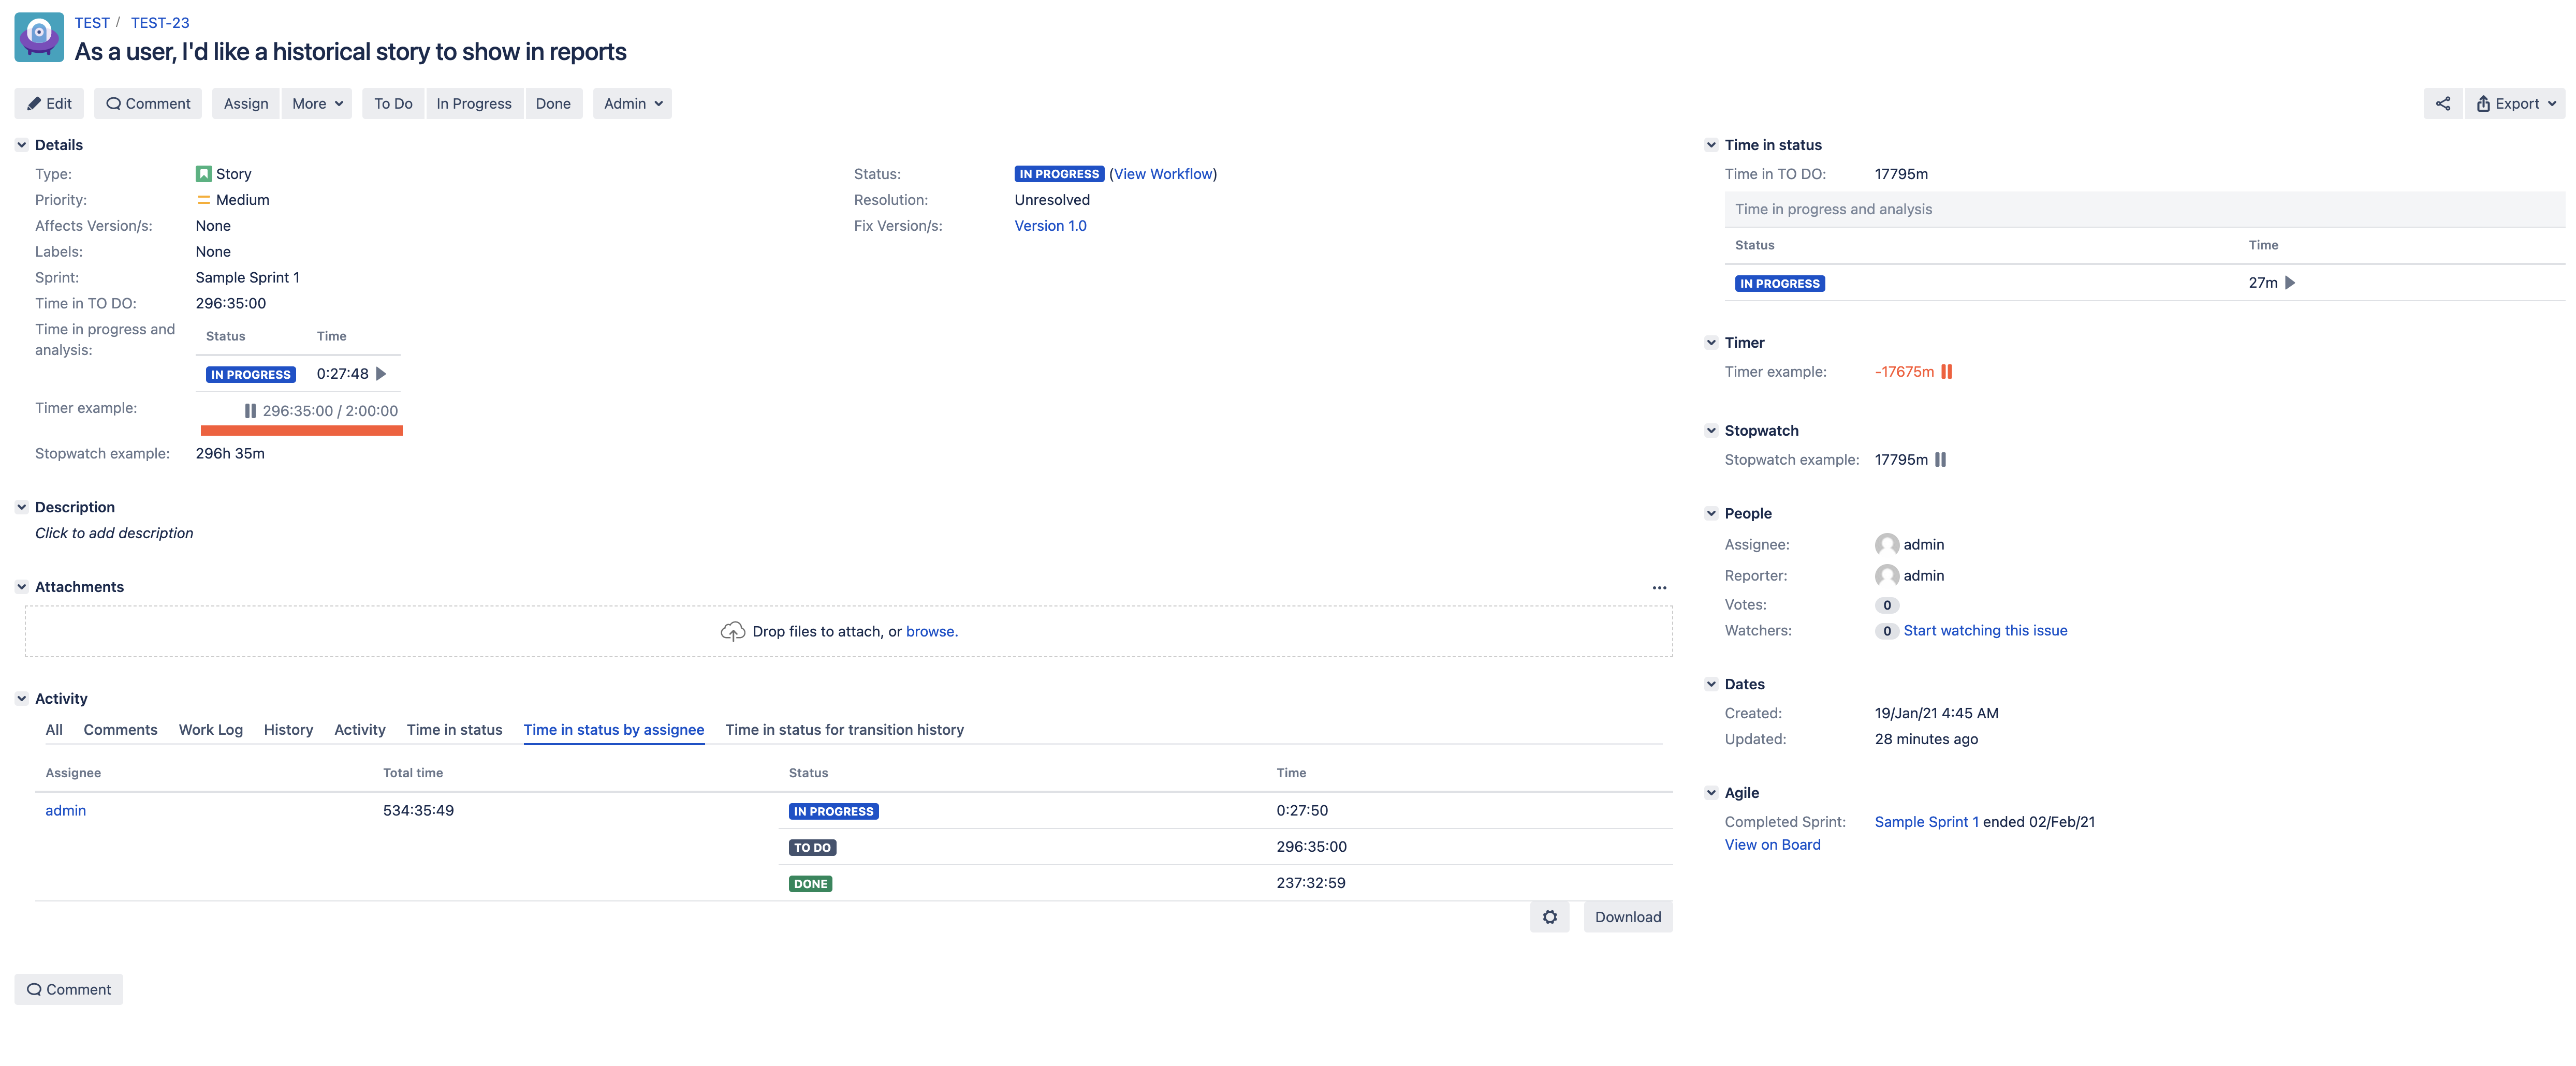 TEST / TEST-23
As a user, I'd like a historical story to show in reports
Edit Comment Assign More To Do In Progress Done Admin Export
Details
Type: Story
Priority: Medium
Affects Version/s: None
Labels: None
Sprint: Sample Sprint 1
Time in TO DO: 296:35:00
Time in progress and analysis:
Status Time
IN PROGRESS 0:27:48
Timer example: 296:35:00 / 2:00:00
Stopwatch example: 296h 35m
Status: IN PROGRESS (View Workflow)
Resolution: Unresolved
Fix Version/s: Version 1.0
Description
Click to add description
Attachments
Drop files to attach, or browse.
Activity
All Comments Work Log History Activity Time in status Time in status by assignee Time in status for transition history
Assignee Total time Status Time
admin 534:35:49 IN PROGRESS 0:27:50
TO DO 296:35:00
DONE 237:32:59
Download
Comment
Time in status
Time in TO DO: 17795m
Time in progress and analysis
Status Time
IN PROGRESS 27m
Timer
Timer example: -17675m
Stopwatch
Stopwatch example: 17795m
People
Assignee: admin
Reporter: admin
Votes: 0
Watchers: 0 Start watching this issue
Dates
Created: 19/Jan/21 4:45 AM
Updated: 28 minutes ago
Agile
Completed Sprint: Sample Sprint 1 ended 02/Feb/21
View on Board